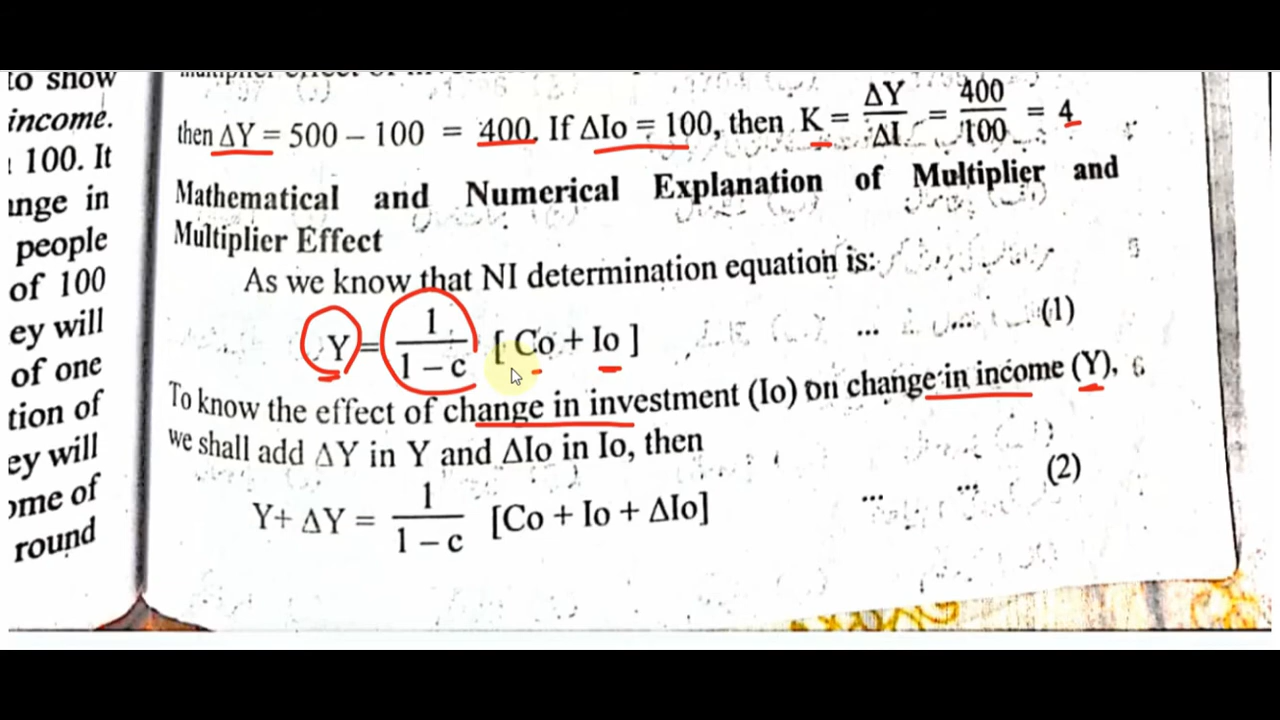 to show
income.
100. It
nge in
people
of 100
ey will
of one
tion of
ey will
ome of
round
then ΔY = 500 – 100 = 400. If ΔIo = 100, then K = ΔY/ΔI = 400/100 = 4
Mathematical and Numerical Explanation of Multiplier and
Multiplier Effect
As we know that NI determination equation is:
Y = 1/(1 – c) [ Co + Io ] ... ... (1)
To know the effect of change in investment (Io) on change in income (Y),
we shall add ΔY in Y and ΔIo in Io, then
Y+ ΔY = 1/(1 – c) [Co + Io + ΔIo] ... ... (2)